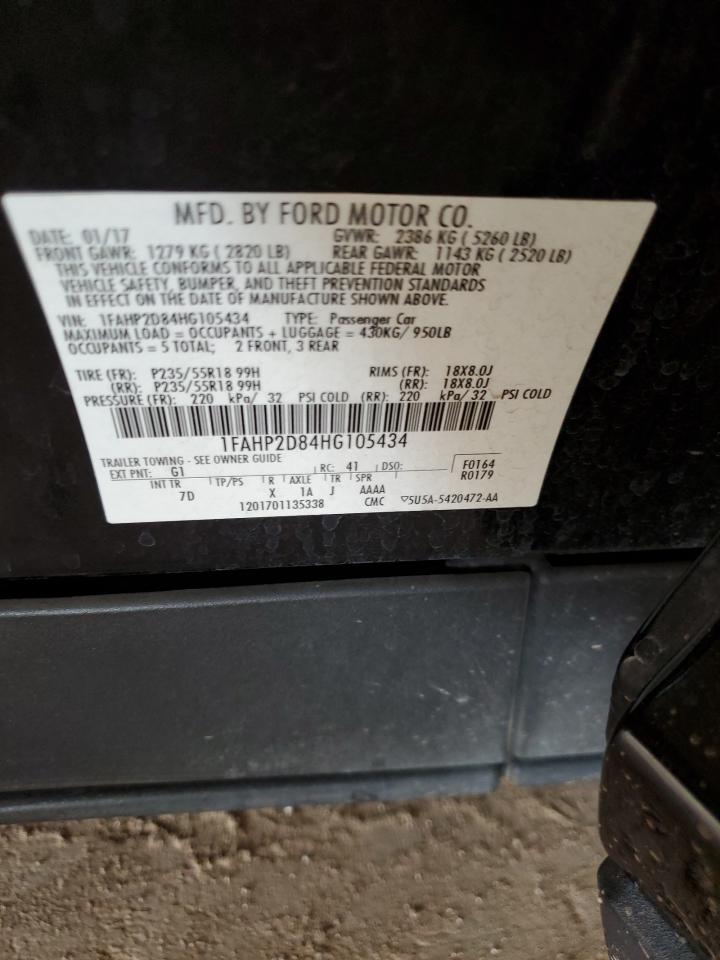 MFD. BY FORD MOTOR CO.
DATE: 01/17 GVWR: 2386 KG ( 5260 LB)
FRONT GAWR: 1279 KG ( 2820 LB) REAR GAWR: 1143 KG ( 2520 LB)
THIS VEHICLE CONFORMS TO ALL APPLICABLE FEDERAL MOTOR
VEHICLE SAFETY, BUMPER, AND THEFT PREVENTION STANDARDS
IN EFFECT ON THE DATE OF MANUFACTURE SHOWN ABOVE.
VIN: 1FAHP2D84HG105434 TYPE: Passenger Car
MAXIMUM LOAD = OCCUPANTS + LUGGAGE = 430KG/ 950LB
OCCUPANTS = 5 TOTAL; 2 FRONT, 3 REAR
TIRE (FR): P235/55R18 99H RIMS (FR): 18X8.0J
(RR): P235/55R18 99H (RR): 18X8.0J
PRESSURE (FR): 220 kPa/ 32 PSI COLD (RR): 220 kPa/ 32 PSI COLD
1FAHP2D84HG105434
TRAILER TOWING - SEE OWNER GUIDE
EXT PNT: G1 RC: 41 DSO: F0164
INT TR TP/PS R AXLE TR SPR R0179
7D X 1A J AAAA
1201701135338 CMC ▽5U5A-5420472-AA